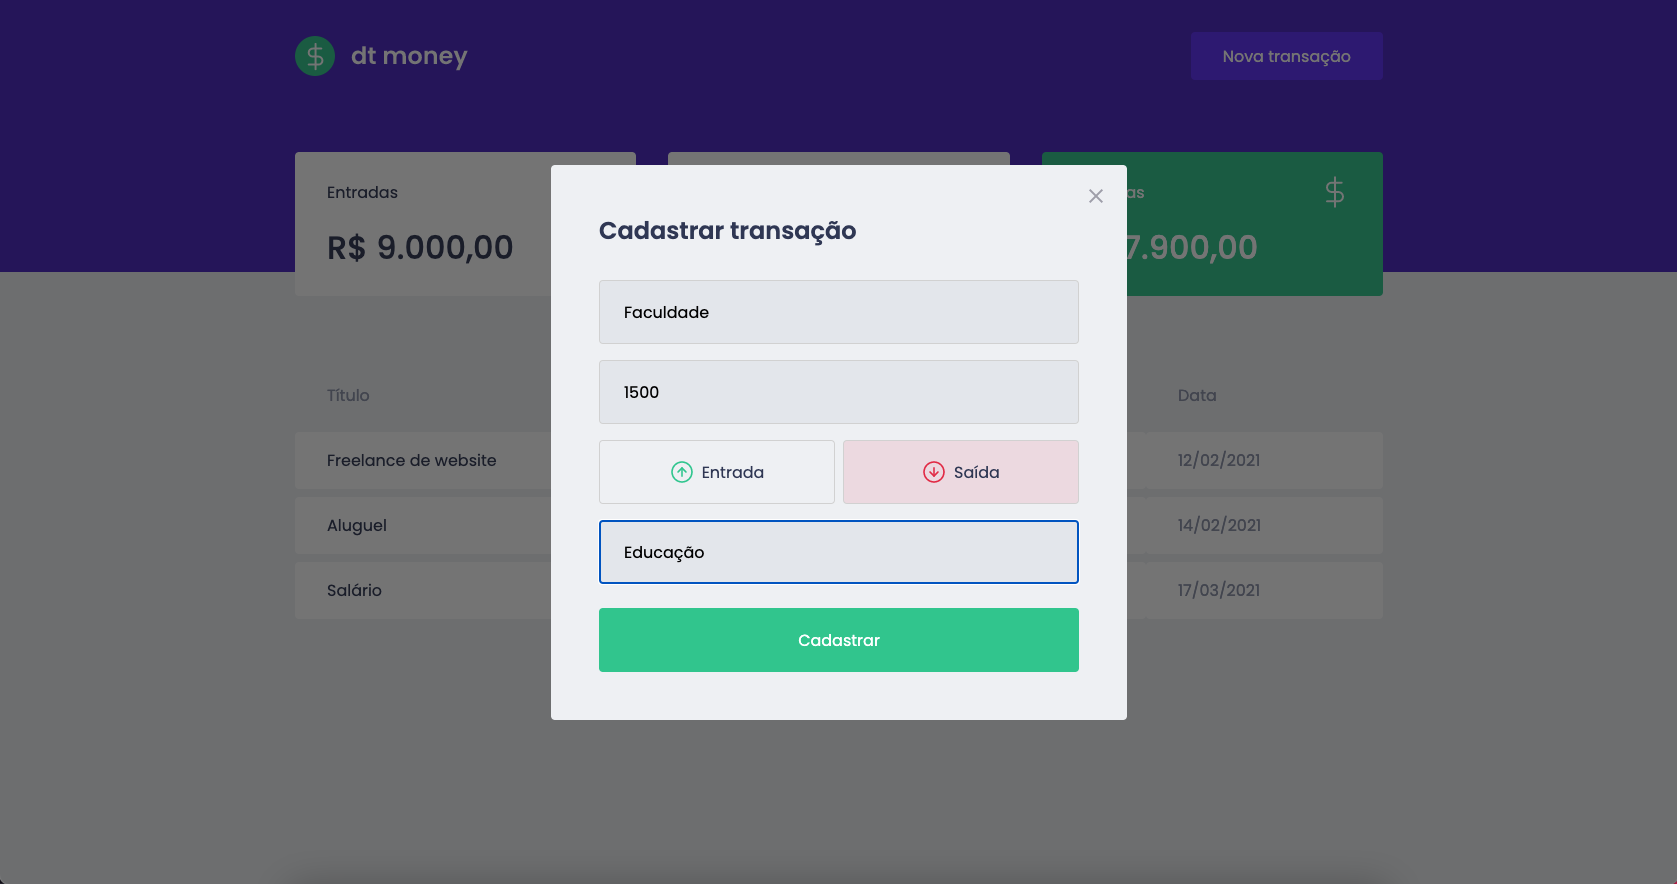 dt money
Nova transação
Entradas
R$ 9.000,00
as
7.900,00
Cadastrar transação
Faculdade
1500
Entrada
Saída
Educação
Cadastrar
Título
Data
Freelance de website
12/02/2021
Aluguel
14/02/2021
Salário
17/03/2021